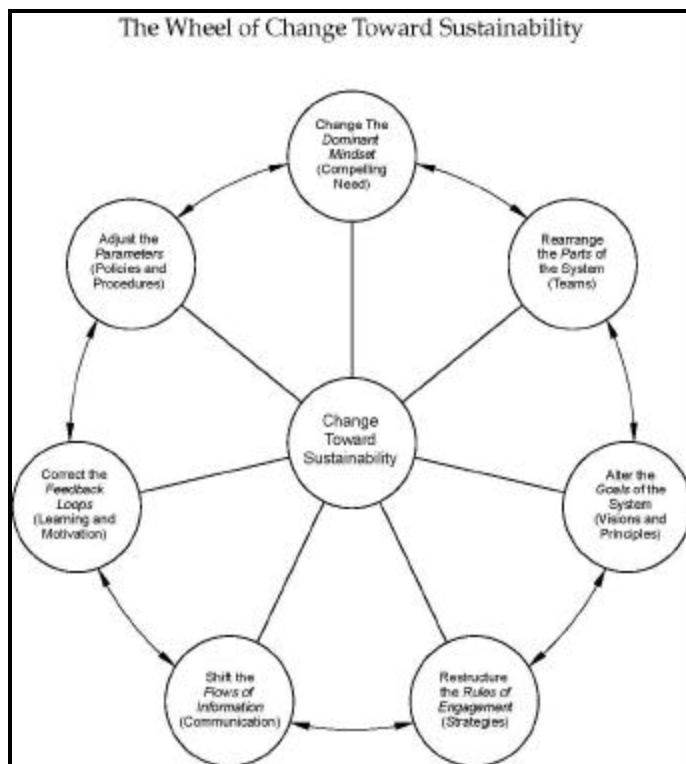 The Wheel of Change Toward Sustainability
Change The
Dominant
Mindset
(Compelling
Need)
Adjust the
Parameters
(Policies and
Procedures)
Rearrange
the Parts of
the System
(Teams)
Change
Toward
Sustainability
Correct the
Feedback
Loops
(Learning and
Motivation)
Alter the
Goals of the
System
(Visions and
Principles)
Shift the
Flows of
Information
(Communication)
Restructure
the Rules of
Engagement
(Strategies)